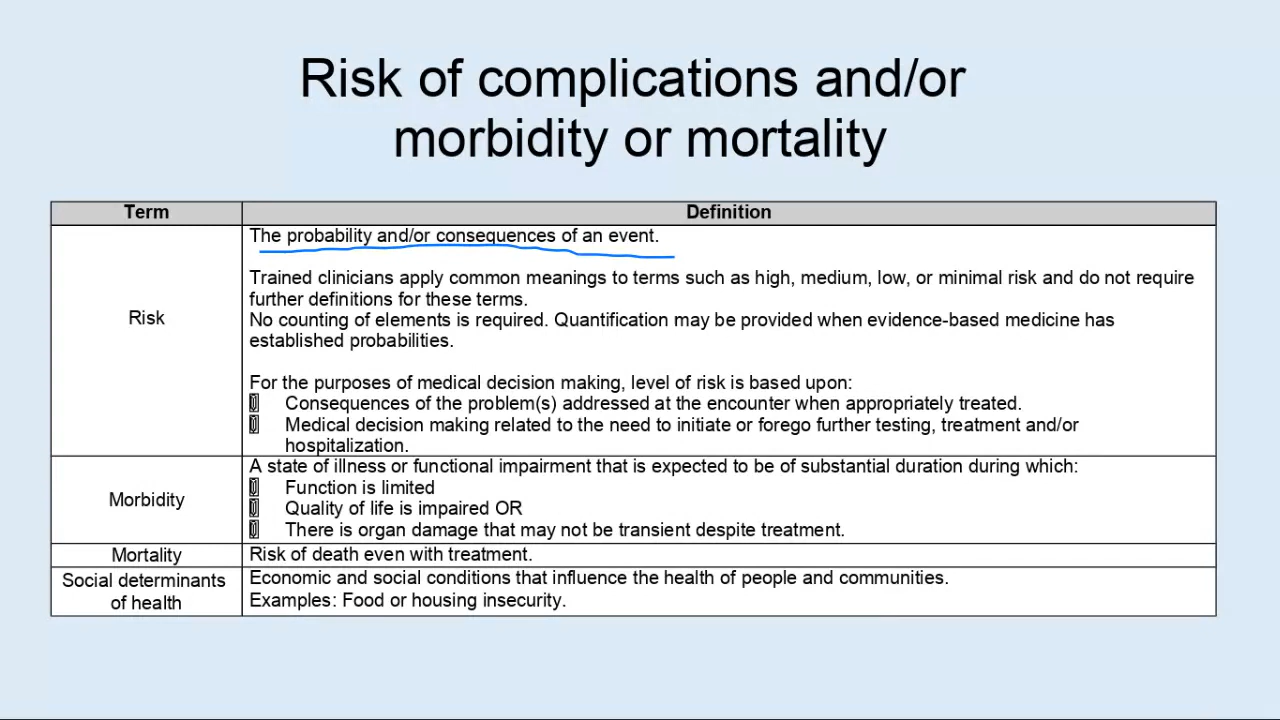 Risk of complications and/or
morbidity or mortality
Term
Definition
Risk
The probability and/or consequences of an event.
Trained clinicians apply common meanings to terms such as high, medium, low, or minimal risk and do not require
further definitions for these terms.
No counting of elements is required. Quantification may be provided when evidence-based medicine has
established probabilities.
For the purposes of medical decision making, level of risk is based upon:
Consequences of the problem(s) addressed at the encounter when appropriately treated.
Medical decision making related to the need to initiate or forego further testing, treatment and/or
hospitalization.
Morbidity
A state of illness or functional impairment that is expected to be of substantial duration during which:
Function is limited
Quality of life is impaired OR
There is organ damage that may not be transient despite treatment.
Mortality
Risk of death even with treatment.
Social determinants
of health
Economic and social conditions that influence the health of people and communities.
Examples: Food or housing insecurity.